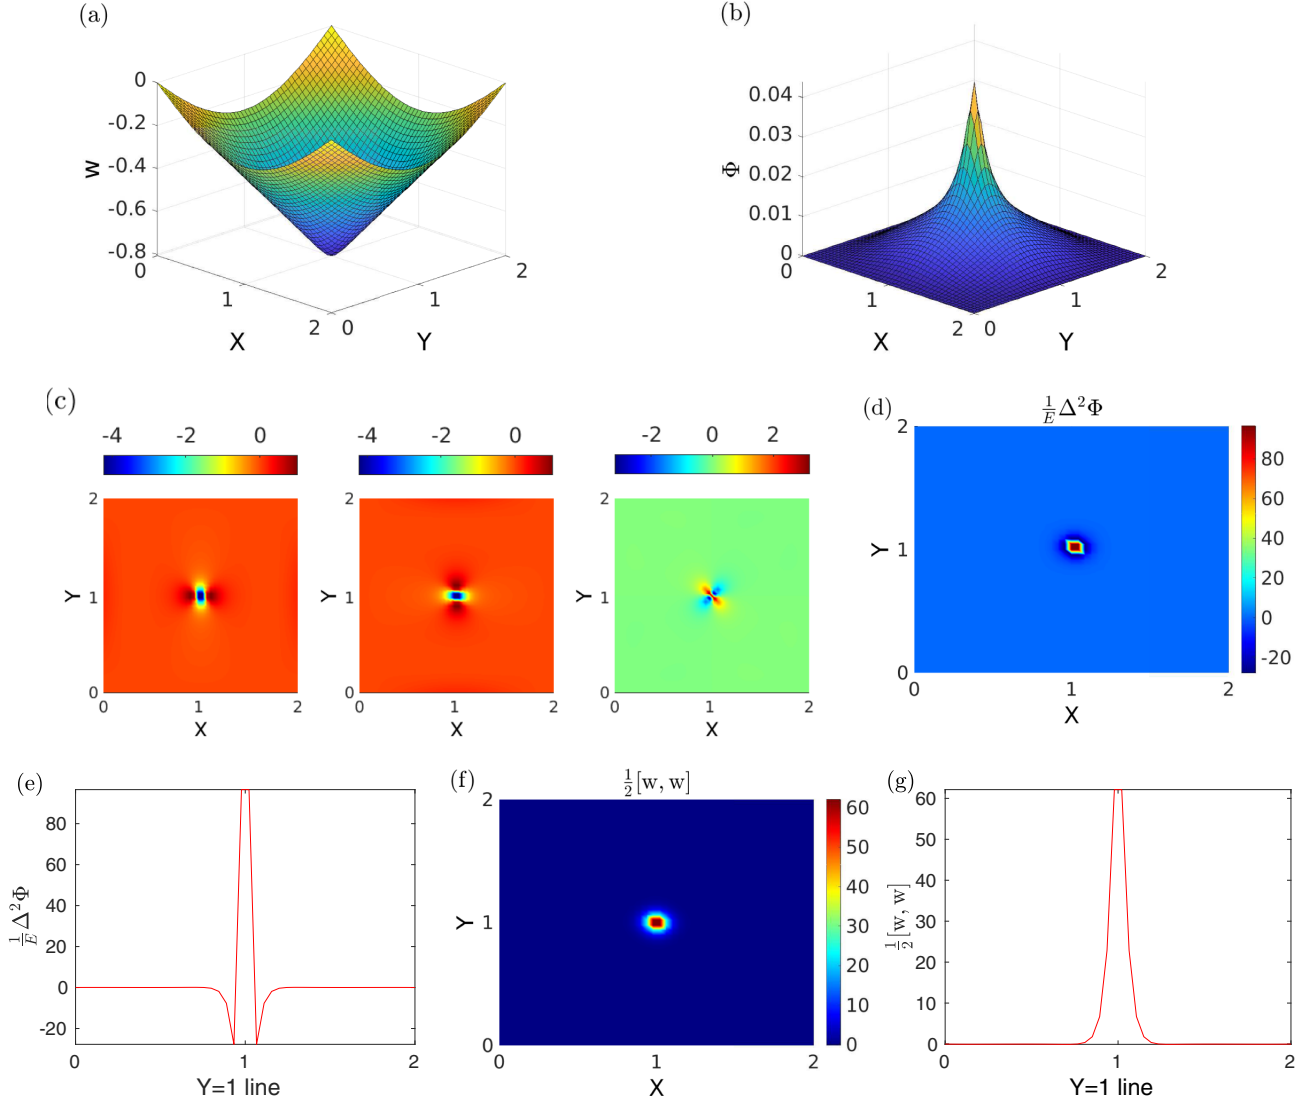 (a)
0
-0.2
-0.4
-0.6
-0.8
w
0
1
2
X
0
1
2
Y
(b)
0.04
0.03
0.02
0.01
0
Φ
0
1
2
X
0
1
2
Y
(c)
-4 -2 0
2
1
0
Y
0 1 2
X
-4 -2 0
2
1
0
Y
0 1 2
X
-2 0 2
2
1
0
Y
0 1 2
X
(d)
1/E Δ²Φ
2
1
0
Y
0 1 2
X
80
60
40
20
0
-20
(e)
80
60
40
20
0
-20
1/E Δ²Φ
0 1 2
Y=1 line
(f)
1/2 [w, w]
2
1
0
Y
0 1 2
X
60
50
40
30
20
10
0
(g)
60
50
40
30
20
10
0
1/2 [w, w]
0 1 2
Y=1 line